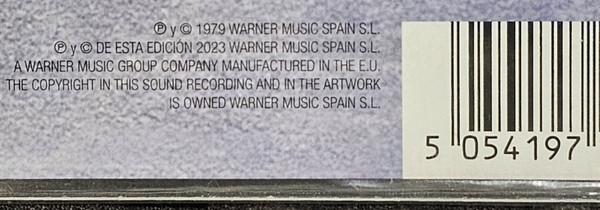 ℗ y © 1979 WARNER MUSIC SPAIN S.L.
℗ y © DE ESTA EDICIÓN 2023 WARNER MUSIC SPAIN S.L.
A WARNER MUSIC GROUP COMPANY MANUFACTURED IN THE E.U.
THE COPYRIGHT IN THIS SOUND RECORDING AND IN THE ARTWORK
IS OWNED WARNER MUSIC SPAIN S.L.
5 054197